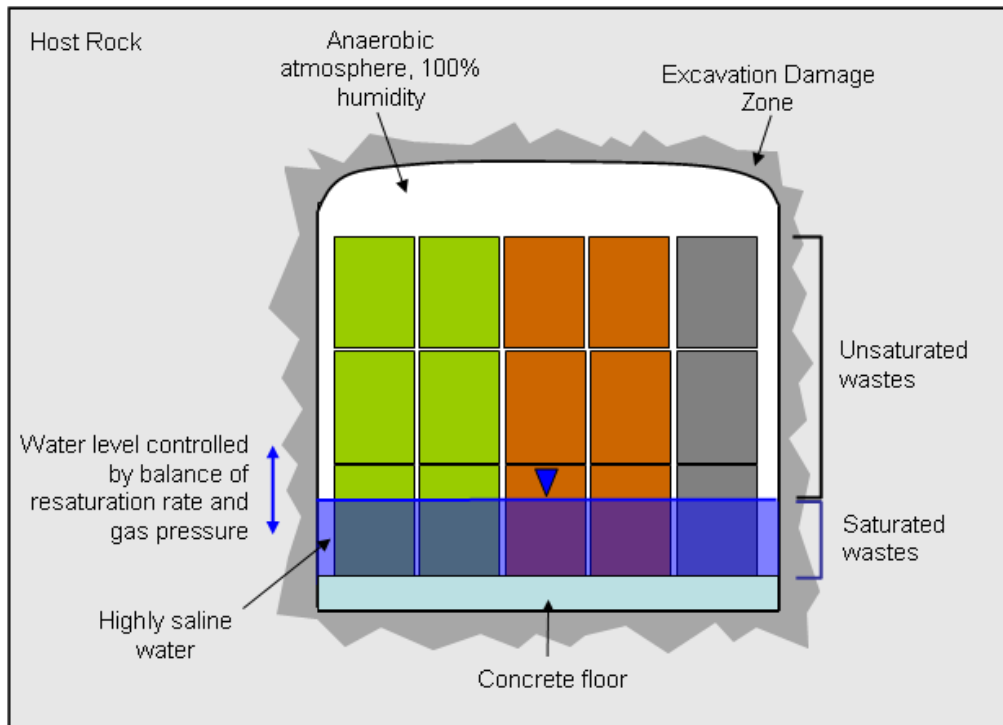 Host Rock
Anaerobic
atmosphere, 100%
humidity
Excavation Damage
Zone
Unsaturated
wastes
Water level controlled
by balance of
resaturation rate and
gas pressure
Saturated
wastes
Highly saline
water
Concrete floor